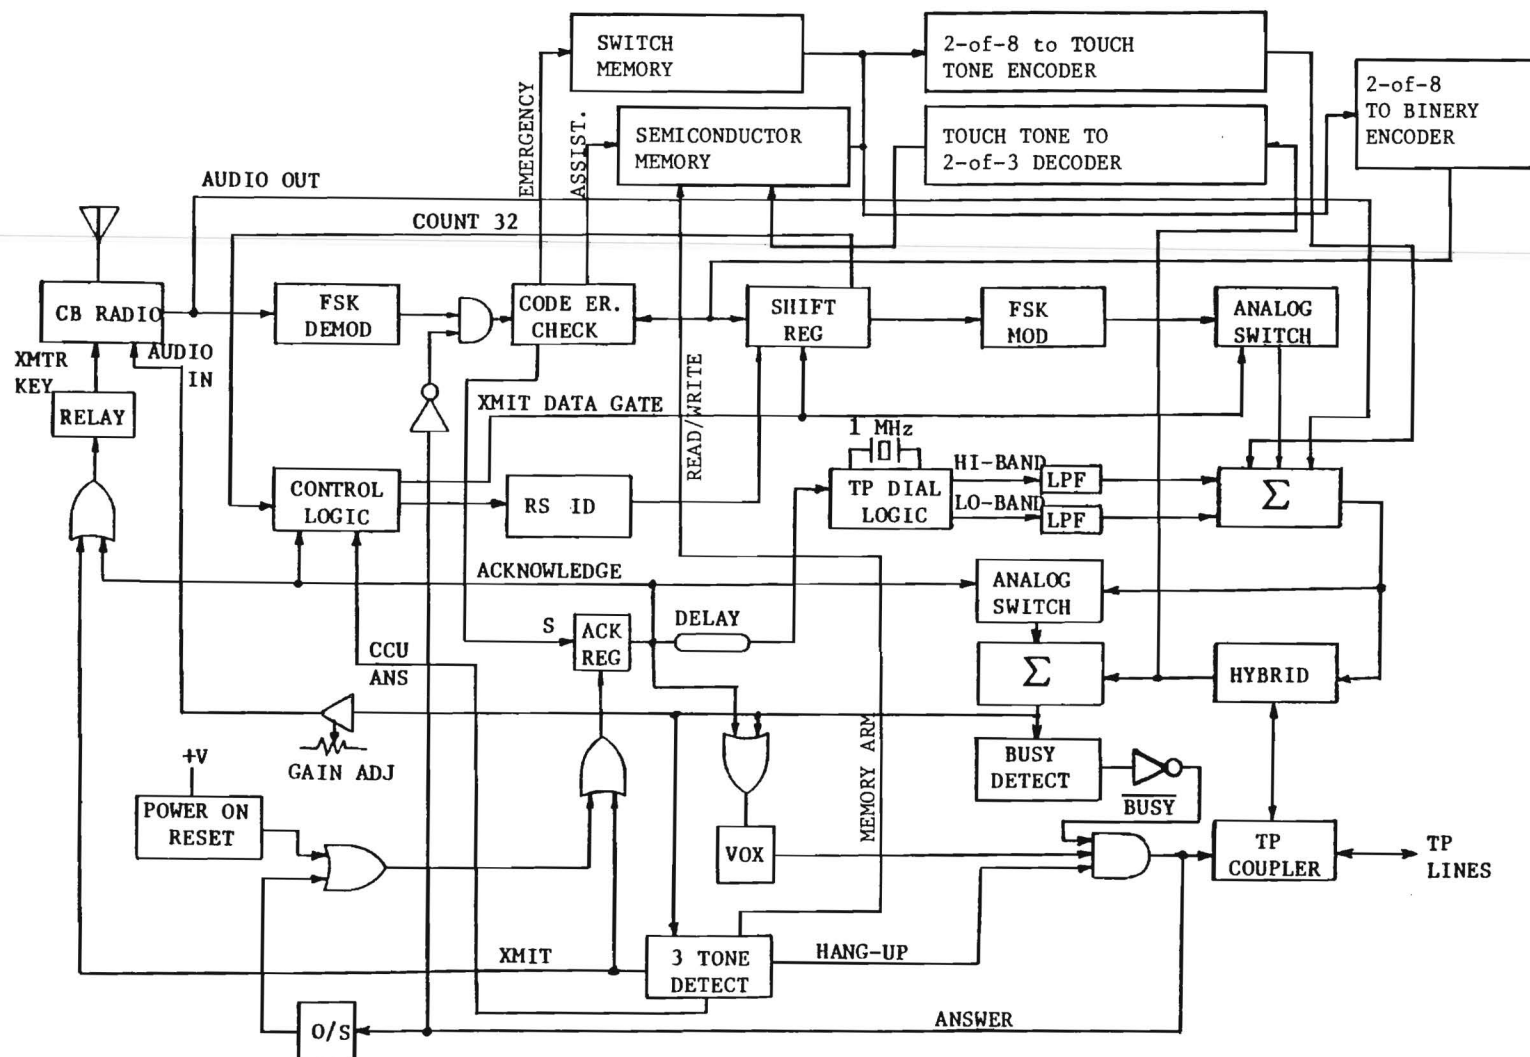 SWITCH
MEMORY
2-of-8 to TOUCH
TONE ENCODER
2-of-8
TO BINERY
ENCODER
EMERGENCY
ASSIST.
SEMICONDUCTOR
MEMORY
TOUCH TONE TO
2-of-3 DECODER
AUDIO OUT
COUNT 32
CB RADIO
FSK
DEMOD
CODE ER.
CHECK
SHIFT
REG
FSK
MOD
ANALOG
SWITCH
XMTR
KEY
AUDIO
IN
RELAY
XMIT DATA GATE
READ/WRITE
1 MHz
HI-BAND
LPF
CONTROL
LOGIC
RS ID
TP DIAL
LOGIC
LO-BAND
LPF
Σ
ACKNOWLEDGE
ANALOG
SWITCH
S
ACK
REG
DELAY
CCU
ANS
Σ
HYBRID
MEMORY ARM
GAIN ADJ
+V
BUSY
DETECT
BUSY
POWER ON
RESET
VOX
TP
COUPLER
TP
LINES
XMIT
3 TONE
DETECT
HANG-UP
O/S
ANSWER